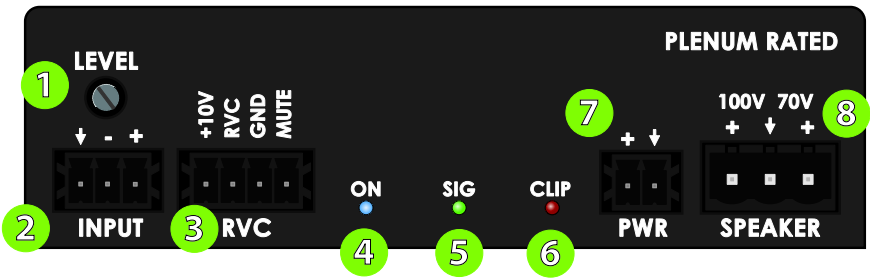 PLENUM RATED
LEVEL
1
+10V
RVC
GND
MUTE
7
100V 70V
8
- +
+
+ +
INPUT
2
3
RVC
ON
SIG
CLIP
PWR
SPEAKER
4
5
6